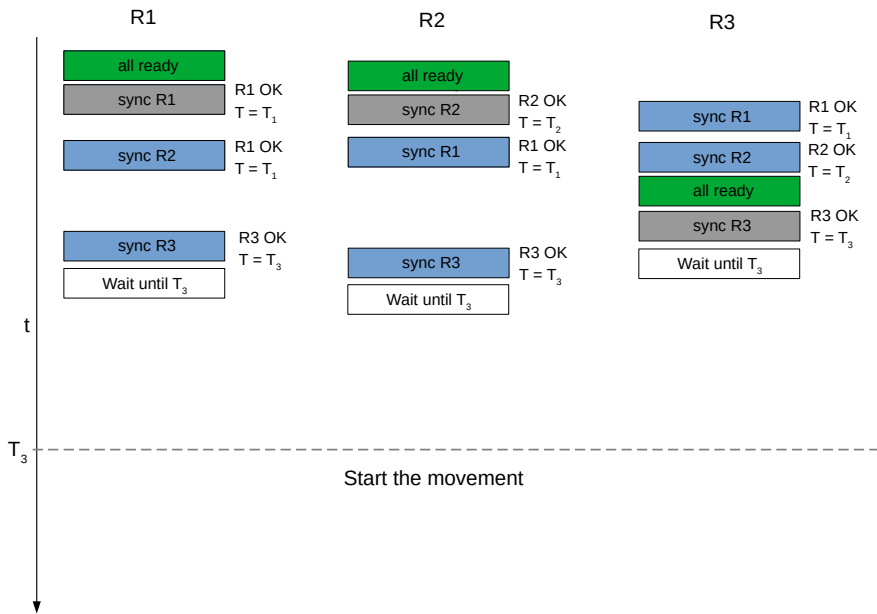 R1
R2
R3
all ready
sync R1
R1 OK
T = T₁
sync R2
R1 OK
T = T₁
sync R3
R3 OK
T = T₃
Wait until T₃
all ready
sync R2
R2 OK
T = T₂
sync R1
R1 OK
T = T₁
sync R3
R3 OK
T = T₃
Wait until T₃
sync R1
R1 OK
T = T₁
sync R2
R2 OK
T = T₂
all ready
sync R3
R3 OK
T = T₃
Wait until T₃
t
T₃
Start the movement